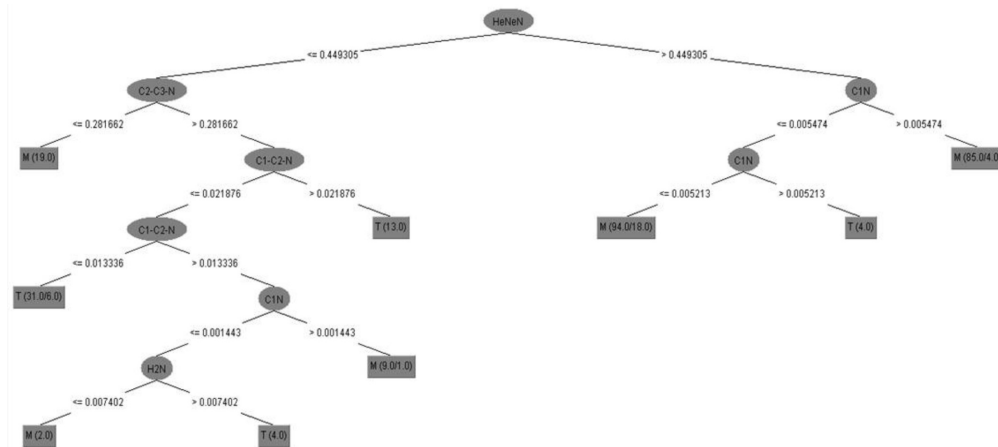 HeNeN
<= 0.449305 > 0.449305
C2-C3-N C1N
<= 0.281662 > 0.281662 <= 0.005474 > 0.005474
M (19.0) C1-C2-N C1N M (85.0/4.0
<= 0.021876 > 0.021876 <= 0.005213 > 0.005213
C1-C2-N T (13.0) M (94.0/18.0) T (4.0)
<= 0.013336 > 0.013336
T (31.0/6.0) C1N
<= 0.001443 > 0.001443
H2N M (9.0/1.0)
<= 0.007402 > 0.007402
M (2.0) T (4.0)